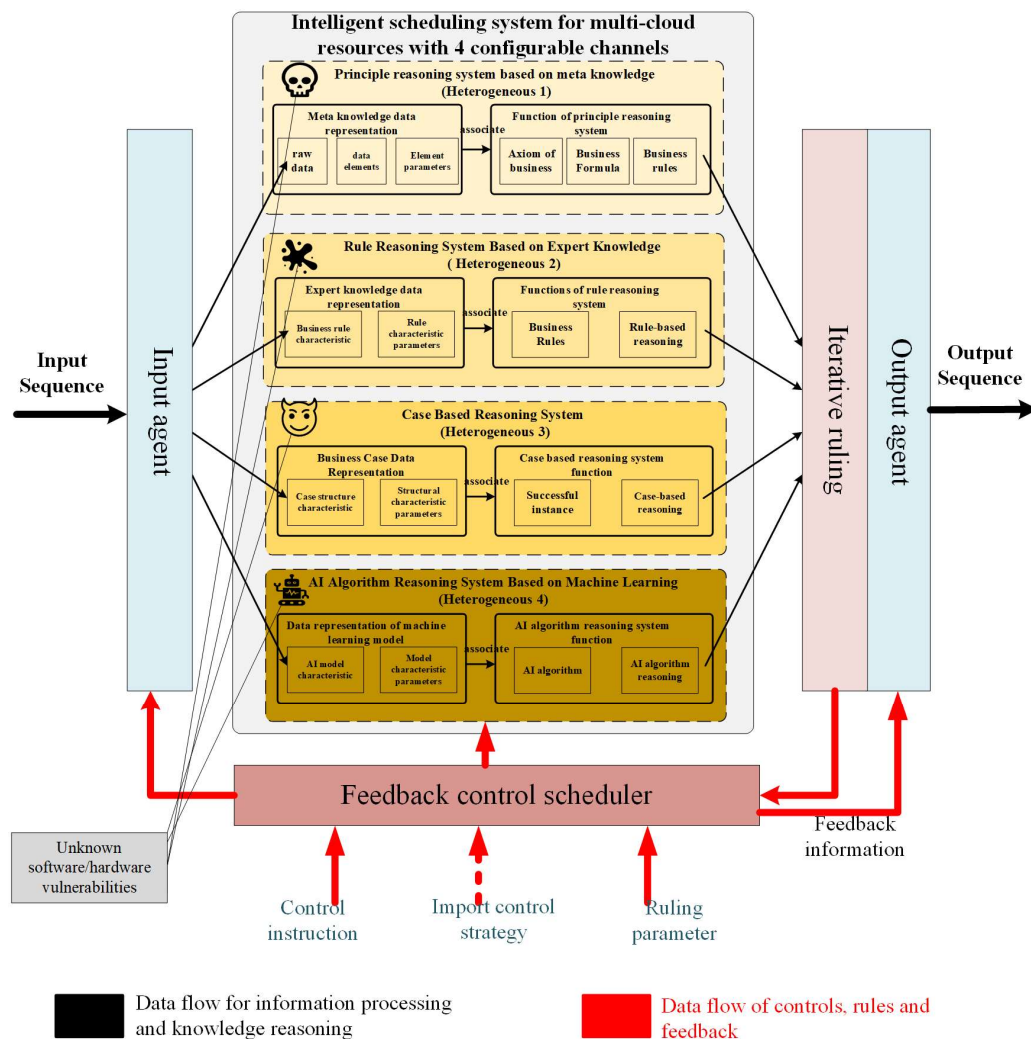 Intelligent scheduling system for multi-cloud
resources with 4 configurable channels
Principle reasoning system based on meta knowledge
(Heterogeneous 1)
Meta knowledge data
representation
raw
data
data
elements
Element
parameters
associate
Function of principle reasoning
system
Axiom of
business
Business
Formula
Business
rules
Rule Reasoning System Based on Expert Knowledge
( Heterogeneous 2)
Expert knowledge data
representation
Business rule
characteristic
Rule
characteristic
parameters
associate
Functions of rule reasoning
system
Business
Rules
Rule-based
reasoning
Input
Sequence
Input agent
Case Based Reasoning System
(Heterogeneous 3)
Business Case Data
Representation
Case structure
characteristic
Structural
characteristic
parameters
associate
Case based reasoning system
function
Successful
instance
Case-based
reasoning
Iterative ruling
Output agent
Output
Sequence
AI Algorithm Reasoning System Based on Machine Learning
(Heterogeneous 4)
Data representation of machine
learning model
AI model
characteristic
Model
characteristic
parameters
associate
AI algorithm reasoning system
function
AI algorithm
AI algorithm
reasoning
Feedback control scheduler
Feedback
information
Unknown
software/hardware
vulnerabilities
Control
instruction
Import control
strategy
Ruling
parameter
Data flow for information processing
and knowledge reasoning
Data flow of controls, rules and
feedback